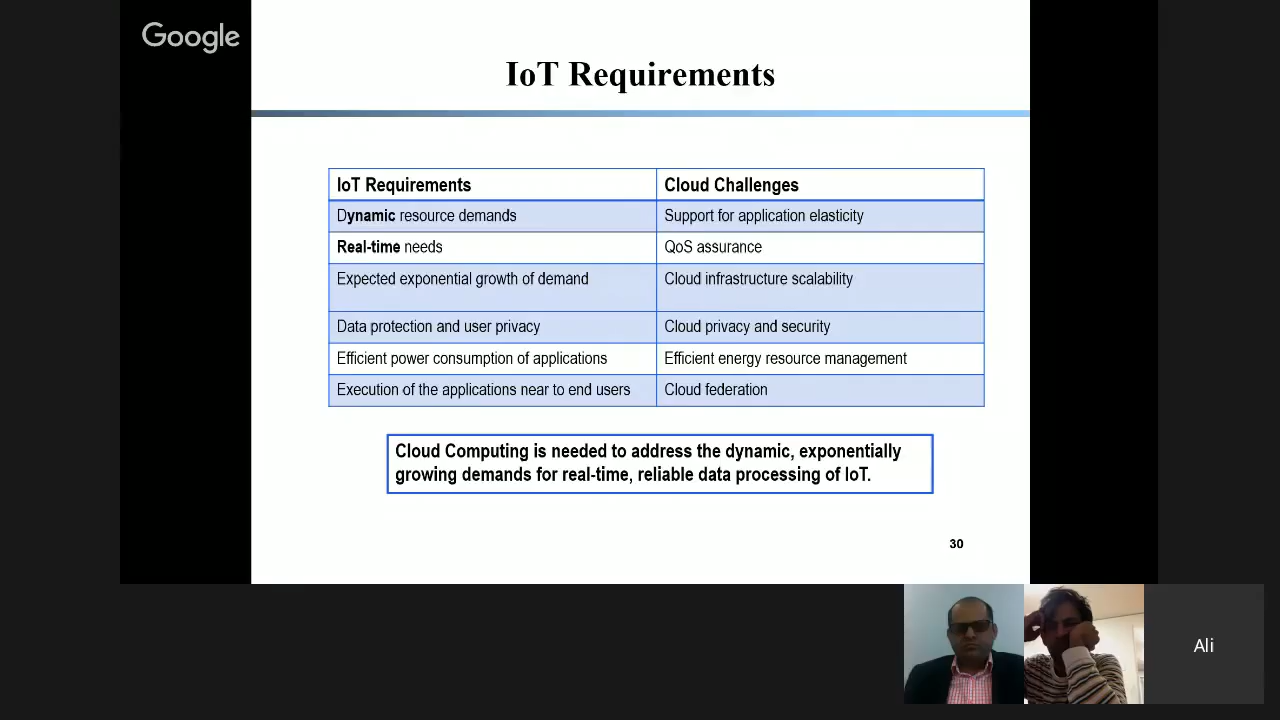 Google
IoT Requirements
IoT Requirements
Cloud Challenges
Dynamic resource demands
Support for application elasticity
Real-time needs
QoS assurance
Expected exponential growth of demand
Cloud infrastructure scalability
Data protection and user privacy
Cloud privacy and security
Efficient power consumption of applications
Efficient energy resource management
Execution of the applications near to end users
Cloud federation
Cloud Computing is needed to address the dynamic, exponentially
growing demands for real-time, reliable data processing of IoT.
30
Ali